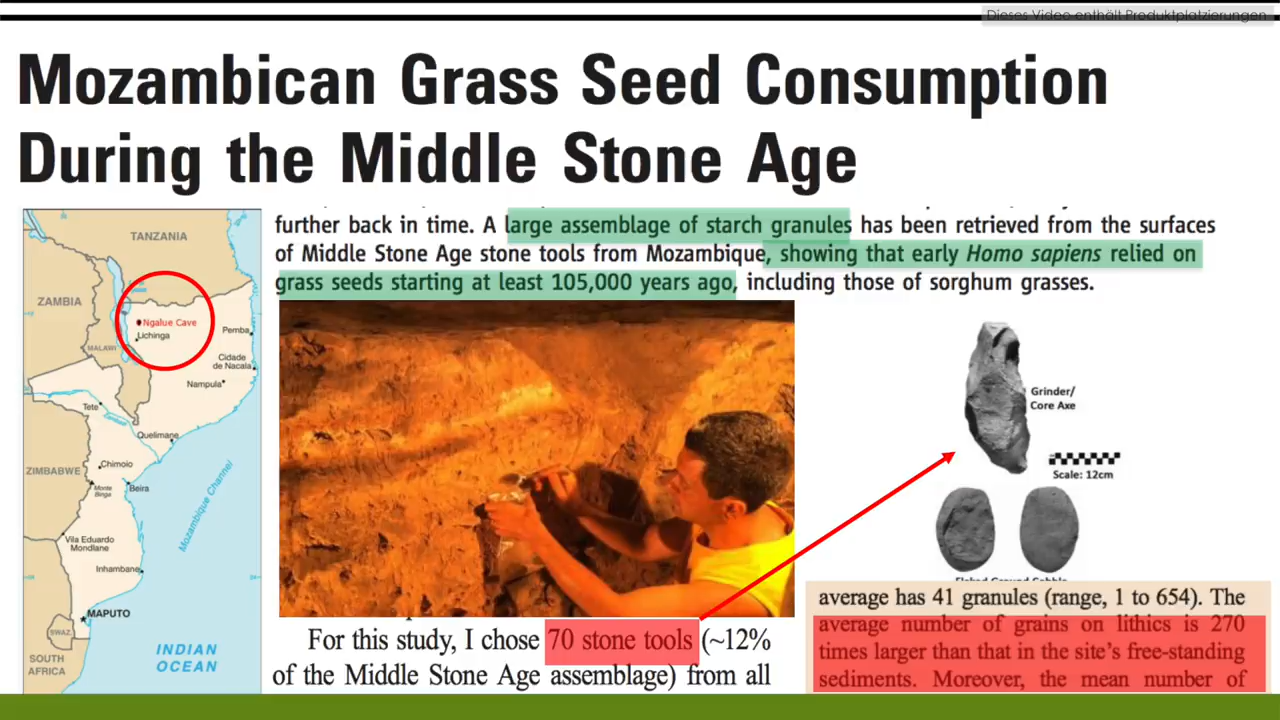 Dieses Video enthält Produktplatzierungen
Mozambican Grass Seed Consumption
During the Middle Stone Age
further back in time. A large assemblage of starch granules has been retrieved from the surfaces
of Middle Stone Age stone tools from Mozambique, showing that early Homo sapiens relied on
grass seeds starting at least 105,000 years ago, including those of sorghum grasses.
TANZANIA
ZAMBIA
Ngalue Cave
Lichinga
Pemba
MALAWI
Cidade
de Nacala
Nampula
Tete
Quelimane
Chimoio
ZIMBABWE
Monte
Binga
Beira
Mozambique Channel
Vila Eduardo
Mondlane
Inhambane
MAPUTO
SWAZ.
INDIAN
OCEAN
SOUTH
AFRICA
Grinder/
Core Axe
Scale: 12cm
For this study, I chose 70 stone tools (~12%
of the Middle Stone Age assemblage) from all
average has 41 granules (range, 1 to 654). The
average number of grains on lithics is 270
times larger than that in the site's free-standing
sediments. Moreover, the mean number of